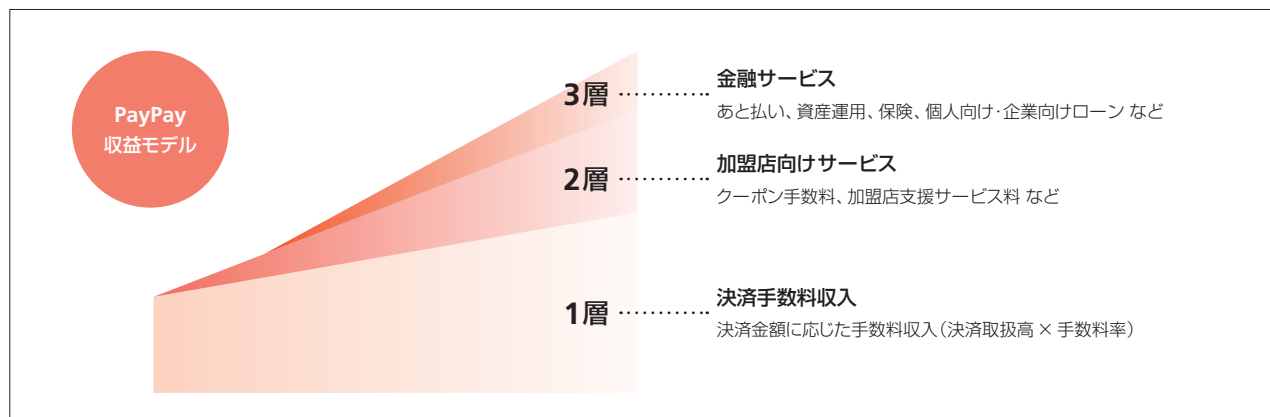 PayPay
収益モデル
3層
金融サービス
あと払い、資産運用、保険、個人向け・企業向けローン など
2層
加盟店向けサービス
クーポン手数料、加盟店支援サービス料 など
1層
決済手数料収入
決済金額に応じた手数料収入（決済取扱高 × 手数料率）